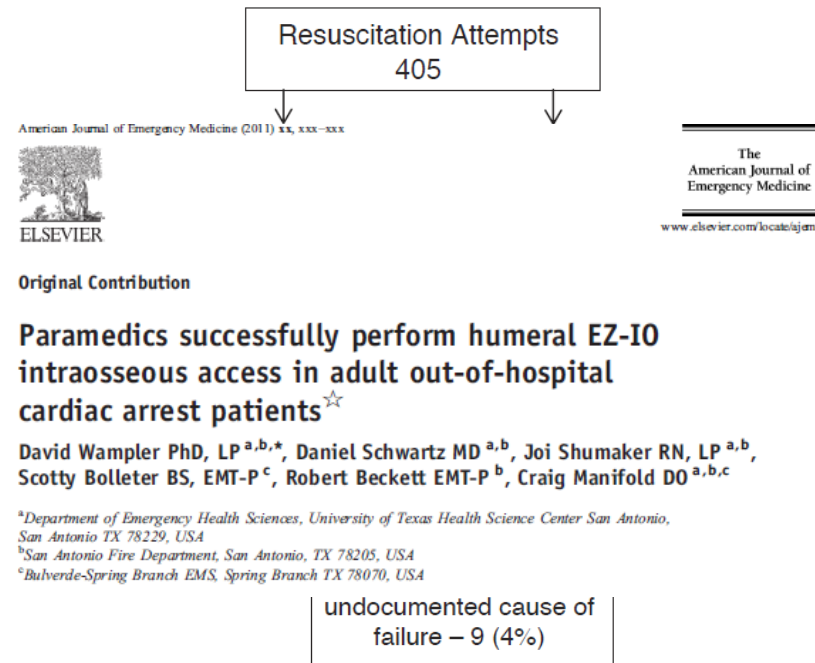 Resuscitation Attempts
405
American Journal of Emergency Medicine (2011) xx, xxx–xxx
The
American Journal of
Emergency Medicine
ELSEVIER
www.elsevier.com/locate/ajem
Original Contribution
Paramedics successfully perform humeral EZ-IO
intraosseous access in adult out-of-hospital
cardiac arrest patients☆
David Wampler PhD, LP a,b,*, Daniel Schwartz MD a,b, Joi Shumaker RN, LP a,b,
Scotty Bolleter BS, EMT-P c, Robert Beckett EMT-P b, Craig Manifold DO a,b,c
aDepartment of Emergency Health Sciences, University of Texas Health Science Center San Antonio,
San Antonio TX 78229, USA
bSan Antonio Fire Department, San Antonio, TX 78205, USA
cBulverde-Spring Branch EMS, Spring Branch TX 78070, USA
undocumented cause of
failure – 9 (4%)